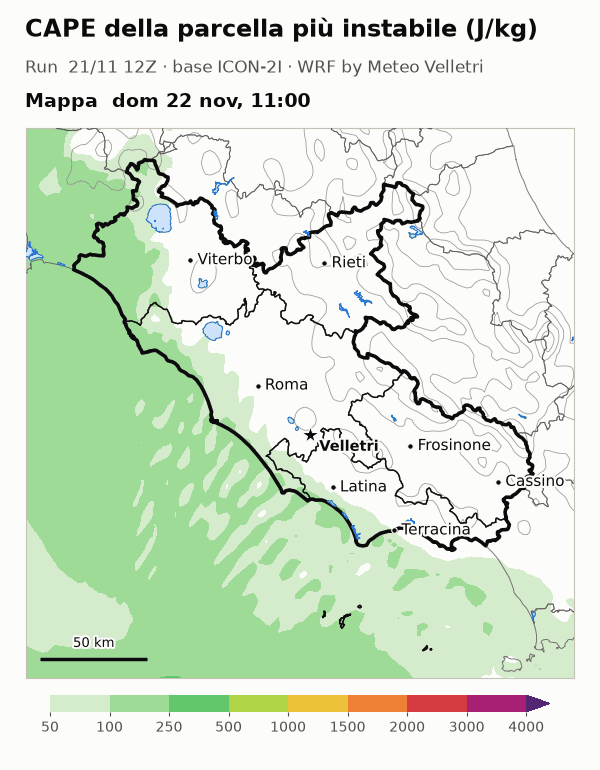 CAPE della parcella più instabile (J/kg)
Run  21/11 12Z · base ICON-2I · WRF by Meteo Velletri
Mappa  dom 22 nov, 11:00
Viterbo
Rieti
Roma
Velletri
Frosinone
Latina
Cassino
Terracina
50 km
50 100 250 500 1000 1500 2000 3000 4000